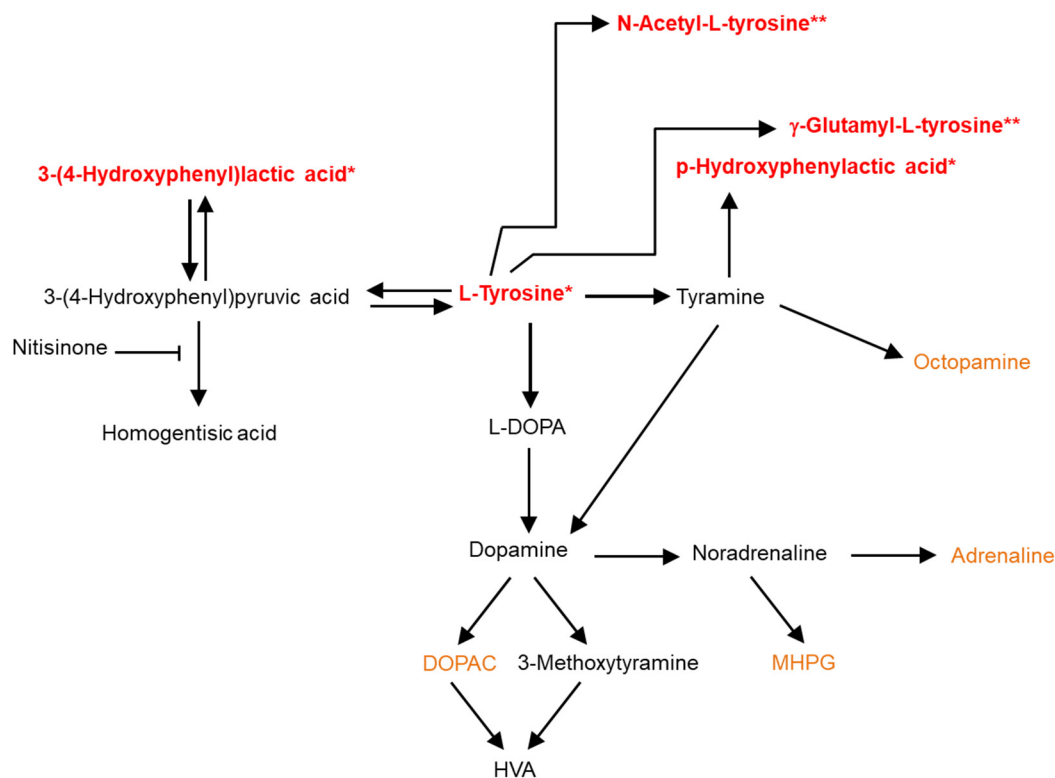 N-Acetyl-L-tyrosine**
γ-Glutamyl-L-tyrosine**
3-(4-Hydroxyphenyl)lactic acid*
p-Hydroxyphenylactic acid*
3-(4-Hydroxyphenyl)pyruvic acid
L-Tyrosine*
Tyramine
Nitisinone
Octopamine
Homogentisic acid
L-DOPA
Dopamine
Noradrenaline
Adrenaline
DOPAC
3-Methoxytyramine
MHPG
HVA